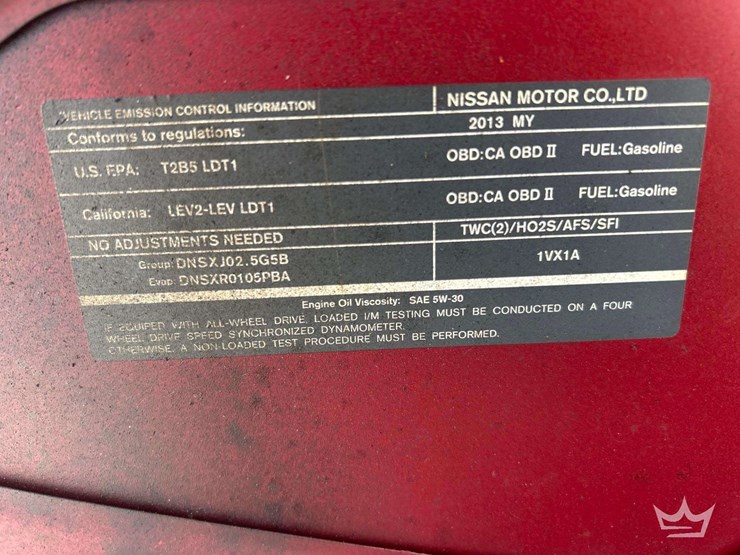 VEHICLE EMISSION CONTROL INFORMATION
NISSAN MOTOR CO.,LTD
Conforms to regulations:
2013 MY
U.S. EPA: T2B5 LDT1
OBD:CA OBD II FUEL:Gasoline
California: LEV2-LEV LDT1
OBD:CA OBD II FUEL:Gasoline
NO ADJUSTMENTS NEEDED
TWC(2)/HO2S/AFS/SFI
Group: DNSXJ02.5G5B
Evap: DNSXR0105PBA
1VX1A
Engine Oil Viscosity: SAE 5W-30
IF EQUIPED WITH ALL-WHEEL DRIVE, LOADED I/M TESTING MUST BE CONDUCTED ON A FOUR
WHEEL DRIVE SPEED SYNCHRONIZED DYNAMOMETER.
OTHERWISE, A NON-LOADED TEST PROCEDURE MUST BE PERFORMED.